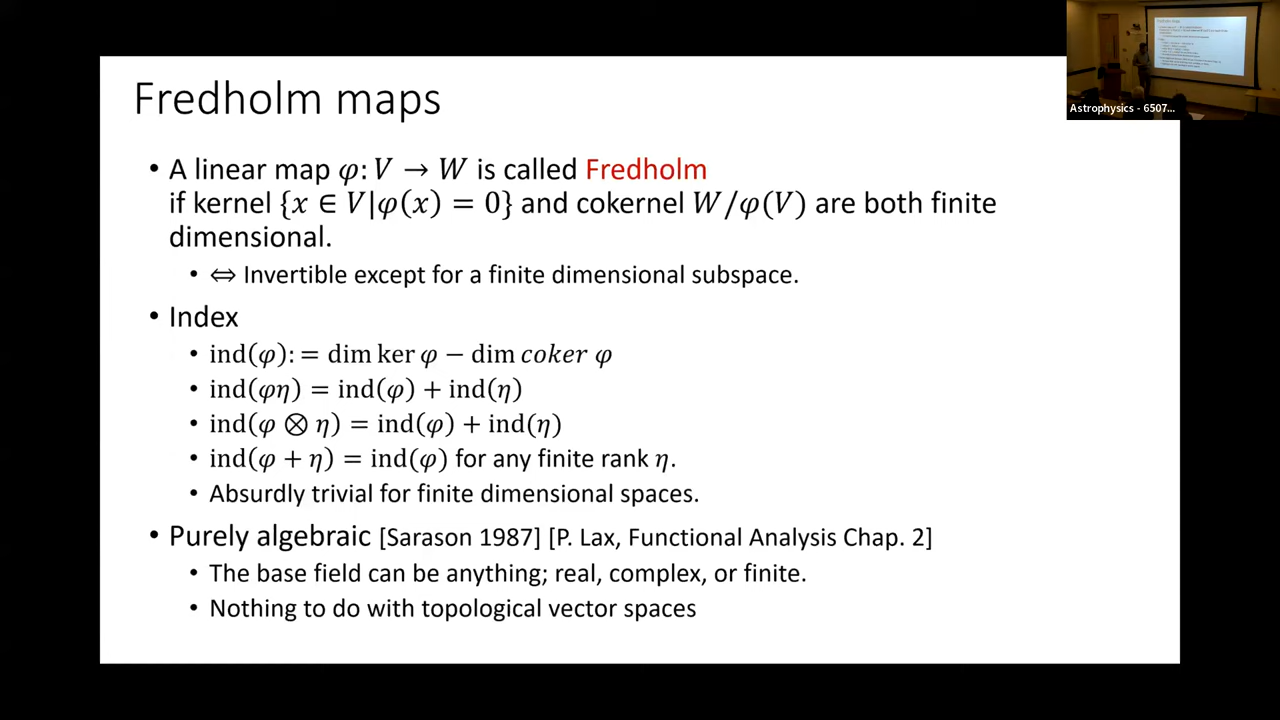 Fredholm maps
• A linear map φ: V → W is called Fredholm
if kernel {x ∈ V|φ(x) = 0} and cokernel W/φ(V) are both finite
dimensional.
• ⇔ Invertible except for a finite dimensional subspace.
• Index
• ind(φ): = dim ker φ − dim coker φ
• ind(φη) = ind(φ) + ind(η)
• ind(φ ⊗ η) = ind(φ) + ind(η)
• ind(φ + η) = ind(φ) for any finite rank η.
• Absurdly trivial for finite dimensional spaces.
• Purely algebraic [Sarason 1987] [P. Lax, Functional Analysis Chap. 2]
• The base field can be anything; real, complex, or finite.
• Nothing to do with topological vector spaces
Astrophysics - 6507...